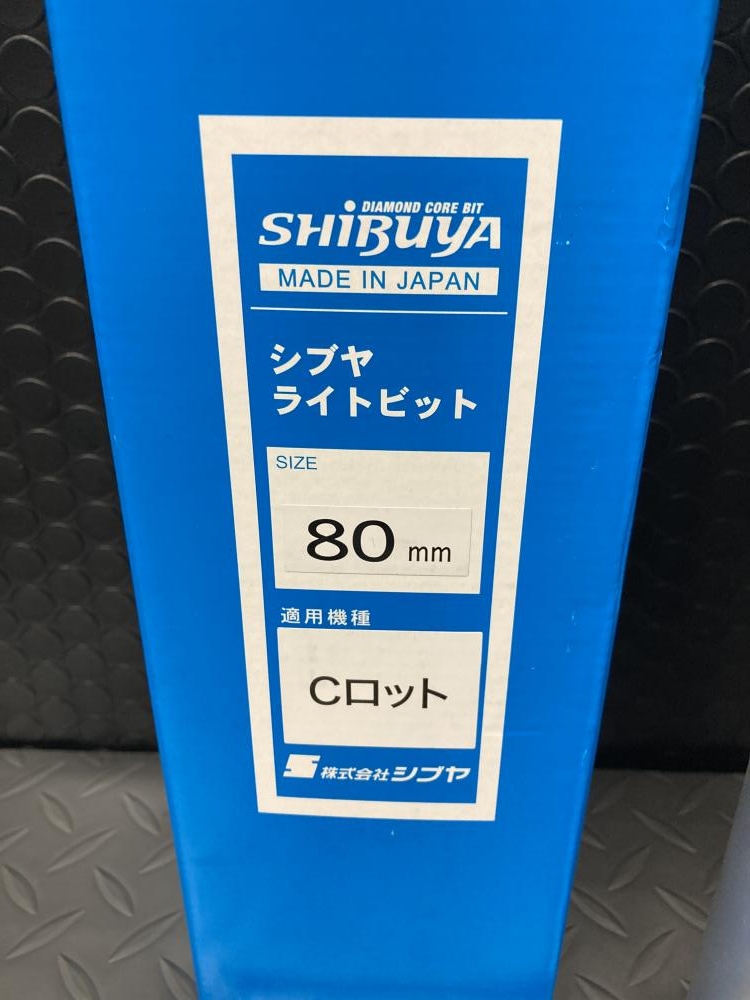 DIAMOND CORE BIT
SHIBUYA
MADE IN JAPAN
シブヤ
ライトビット
SIZE
80 mm
適用機種
Cロット
株式会社シブヤ